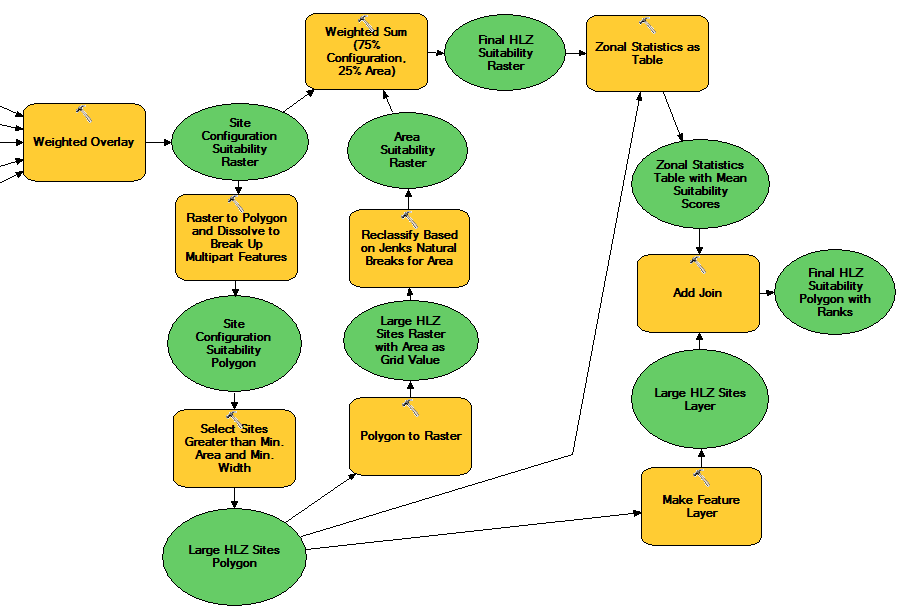 Weighted Overlay
Site
Configuration
Suitability
Raster
Weighted Sum
(75%
Configuration,
25% Area)
Final HLZ
Suitability
Raster
Zonal Statistics as
Table
Area
Suitability
Raster
Zonal Statistics
Table with Mean
Suitability
Scores
Raster to Polygon
and Dissolve to
Break Up
Multipart Features
Reclassify Based
on Jenks Natural
Breaks for Area
Add Join
Final HLZ
Suitability
Polygon with
Ranks
Site
Configuration
Suitability
Polygon
Large HLZ
Sites Raster
with Area as
Grid Value
Large HLZ Sites
Layer
Select Sites
Greater than Min.
Area and Min.
Width
Polygon to Raster
Make Feature
Layer
Large HLZ Sites
Polygon